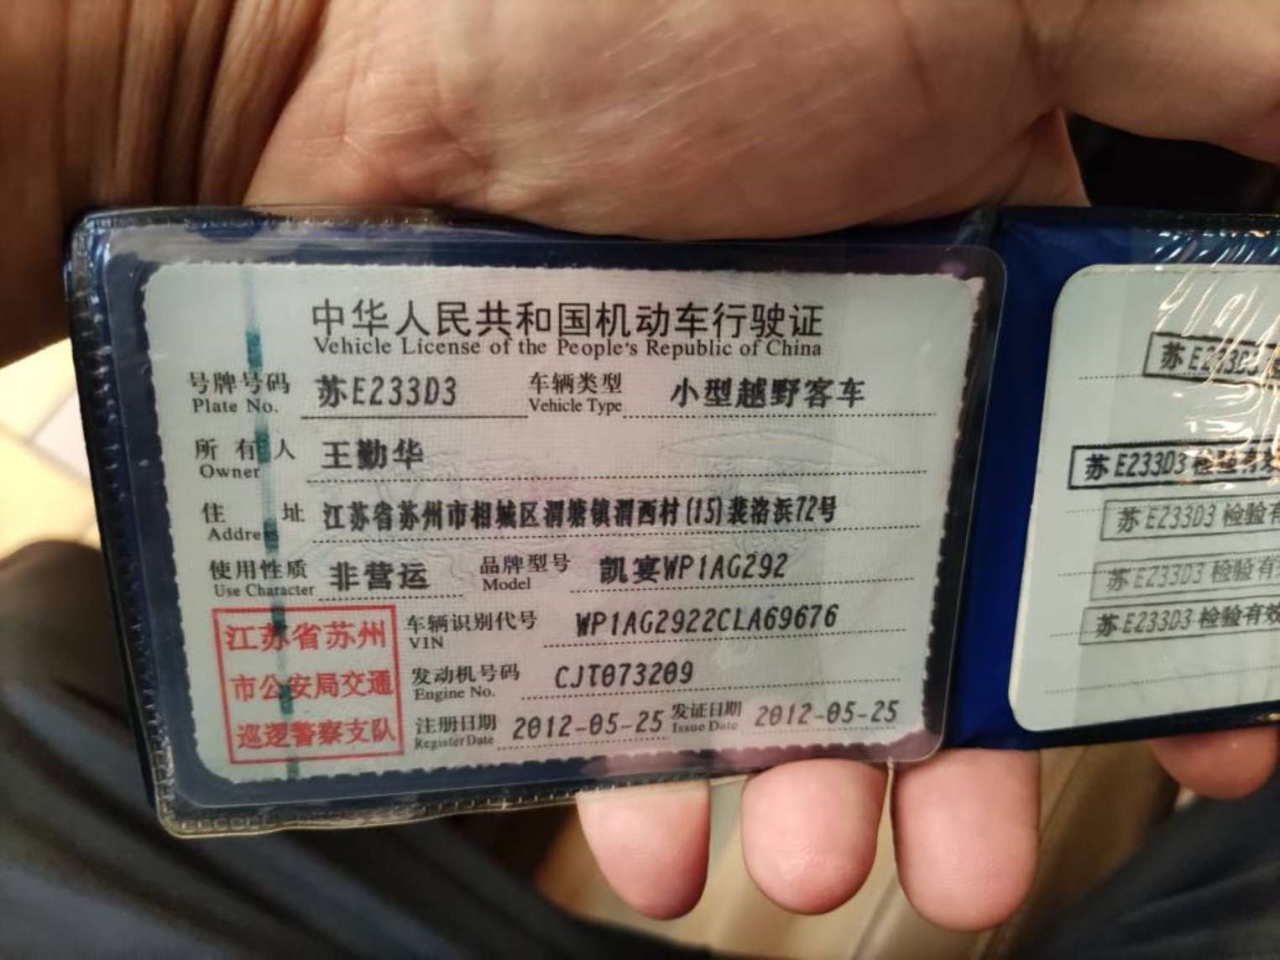 中华人民共和国机动车行驶证
Vehicle License of the People's Republic of China
号牌号码 苏E233D3 车辆类型 小型越野客车
Plate No. Vehicle Type
所有人 王勤华
Owner
住址 江苏省苏州市相城区渭塘镇渭西村(15)裴洛浜72号
Address
使用性质 非营运 品牌型号 凯宴WP1AG292
Use Character Model
江苏省苏州
市公安局交通
巡逻警察支队
车辆识别代号 WP1AG2922CLA69676
VIN
发动机号码 CJT073209
Engine No.
注册日期 2012-05-25 发证日期 2012-05-25
Register Date Issue Date
苏E233D3
苏E233D3 检验有效
苏E233D3 检验有
苏E233D3 检验有
苏E233D3 检验有效